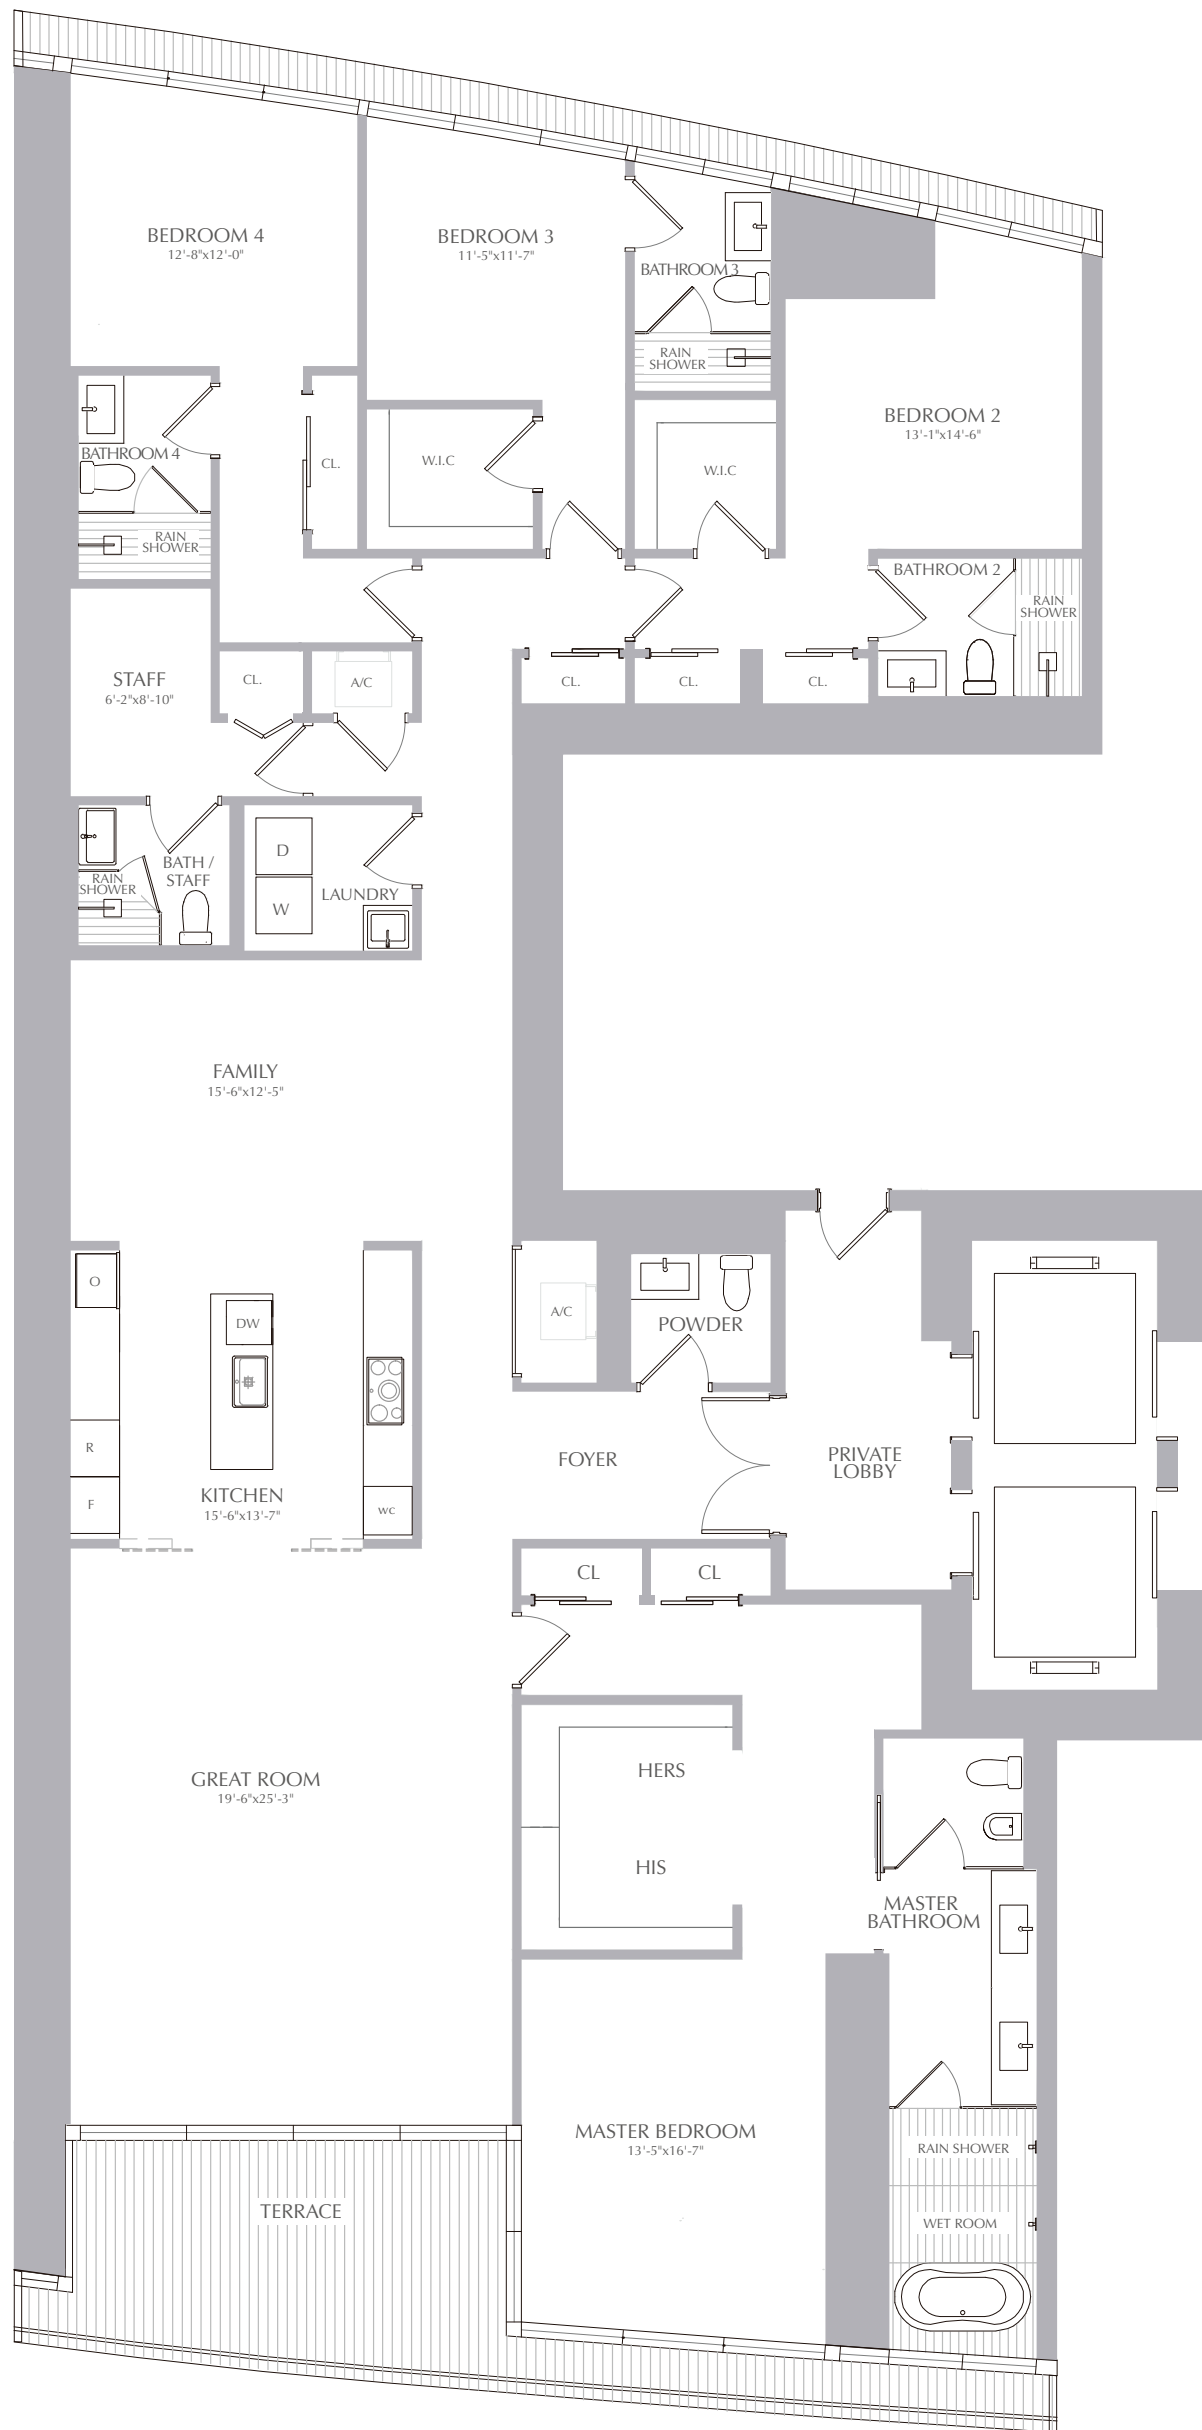 BEDROOM 4
12'-8"x12'-0"
BEDROOM 3
11'-5"x11'-7"
BATHROOM 3
RAIN
SHOWER
BEDROOM 2
13'-1"x14'-6"
BATHROOM 4
RAIN
SHOWER
CL.
W.I.C
W.I.C
BATHROOM 2
RAIN
SHOWER
STAFF
6'-2"x8'-10"
CL.
A/C
CL.
CL.
CL.
BATH /
STAFF
RAIN
SHOWER
D
W
LAUNDRY
FAMILY
15'-6"x12'-5"
O
DW
R
F
KITCHEN
15'-6"x13'-7"
WC
A/C
POWDER
FOYER
PRIVATE
LOBBY
CL
CL
GREAT ROOM
19'-6"x25'-3"
HERS
HIS
MASTER
BATHROOM
MASTER BEDROOM
13'-5"x16'-7"
RAIN SHOWER
WET ROOM
TERRACE